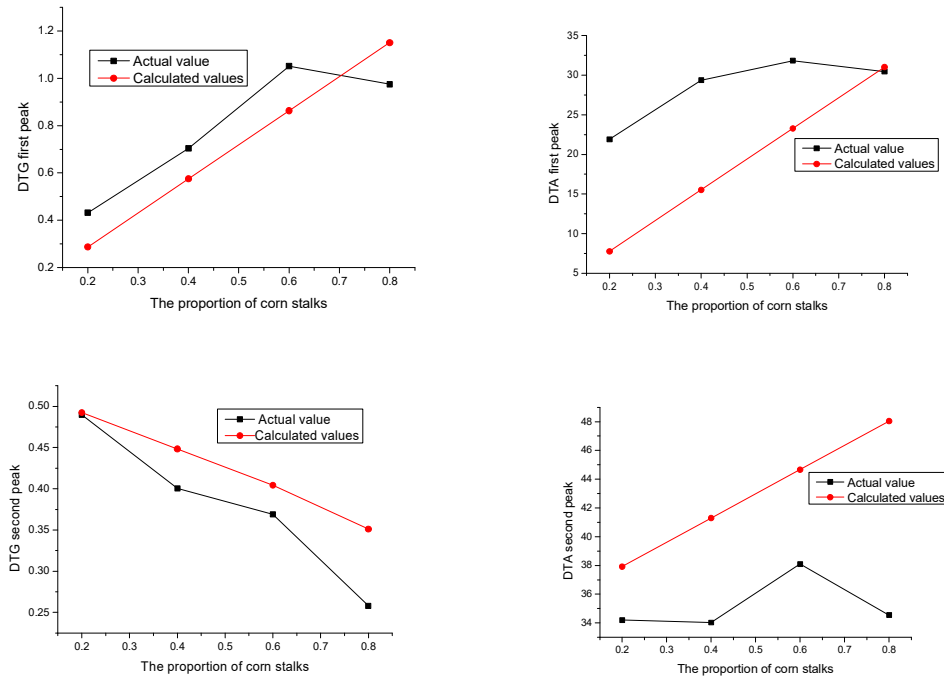 DTG first peak
1.2
1.0
0.8
0.6
0.4
0.2
Actual value
Calculated values
0.2 0.3 0.4 0.5 0.6 0.7 0.8
The proportion of corn stalks
DTA first peak
35
30
25
20
15
10
5
Actual value
Calculated values
0.2 0.3 0.4 0.5 0.6 0.7 0.8
The proportion of corn stalks
DTG second peak
0.50
0.45
0.40
0.35
0.30
0.25
Actual value
Calculated values
0.2 0.3 0.4 0.5 0.6 0.7 0.8
The proportion of corn stalks
DTA second peak
48
46
44
42
40
38
36
34
Actual value
Calculated values
0.2 0.3 0.4 0.5 0.6 0.7 0.8
The proportion of corn stalks